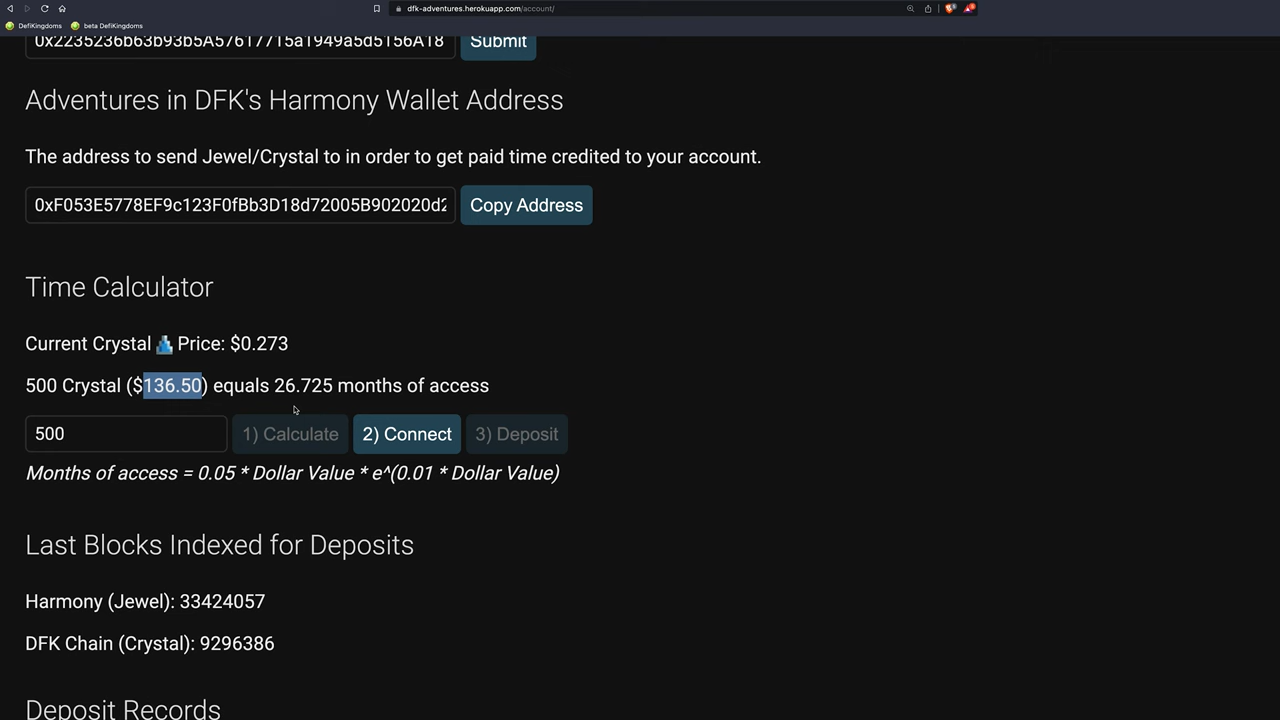 dfk-adventures.herokuapp.com/account/
DefiKingdoms
beta DefiKingdoms
0x2235236b63b93b5A57617715a1949a5d5156A18
Submit
Adventures in DFK's Harmony Wallet Address
The address to send Jewel/Crystal to in order to get paid time credited to your account.
0xF053E5778EF9c123F0fBb3D18d72005B902020d2
Copy Address
Time Calculator
Current Crystal Price: $0.273
500 Crystal ($136.50) equals 26.725 months of access
500
1) Calculate
2) Connect
3) Deposit
Months of access = 0.05 * Dollar Value * e^(0.01 * Dollar Value)
Last Blocks Indexed for Deposits
Harmony (Jewel): 33424057
DFK Chain (Crystal): 9296386
Deposit Records